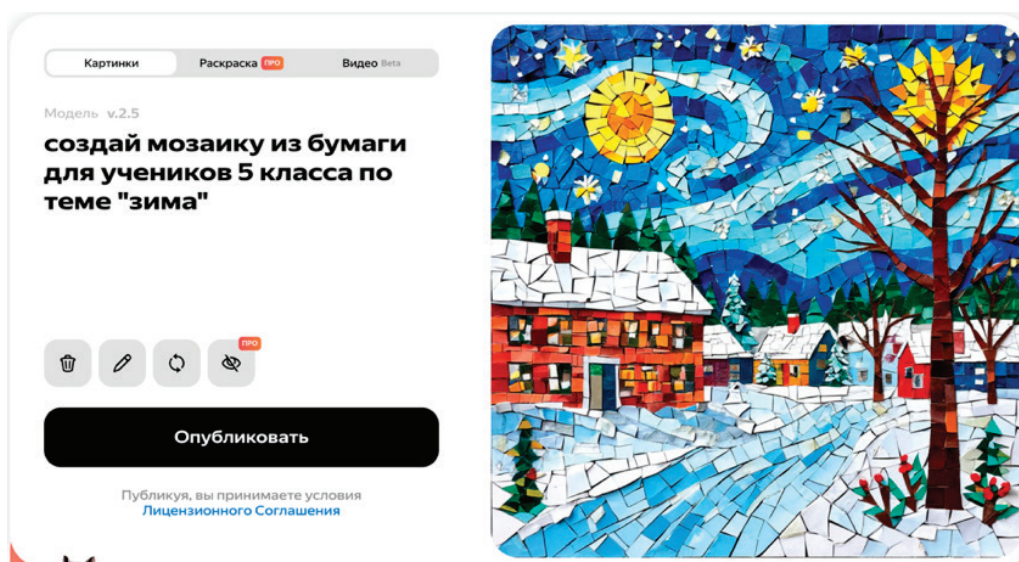 Картинки Раскраска ПРО Видео Beta
Модель v.2.5
создай мозаику из бумаги
для учеников 5 класса по
теме "зима"
ПРО
Опубликовать
Публикуя, вы принимаете условия
Лицензионного Соглашения